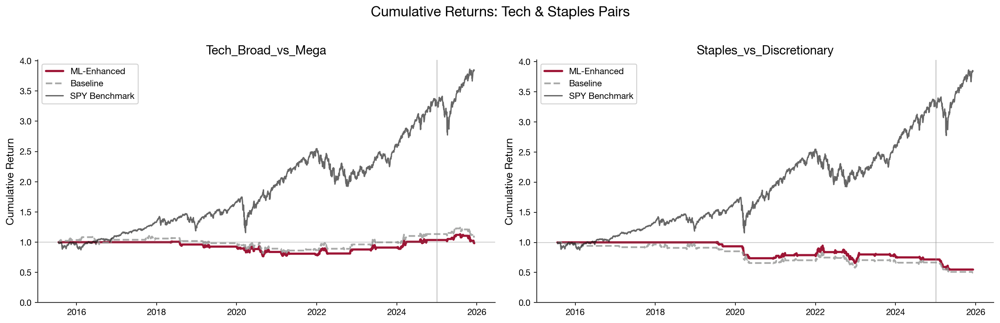 Cumulative Returns: Tech & Staples Pairs
Tech_Broad_vs_Mega
ML-Enhanced
Baseline
SPY Benchmark
Cumulative Return
4.0
3.5
3.0
2.5
2.0
1.5
1.0
0.5
0.0
2016
2018
2020
2022
2024
2026
Staples_vs_Discretionary
ML-Enhanced
Baseline
SPY Benchmark
Cumulative Return
4.0
3.5
3.0
2.5
2.0
1.5
1.0
0.5
0.0
2016
2018
2020
2022
2024
2026